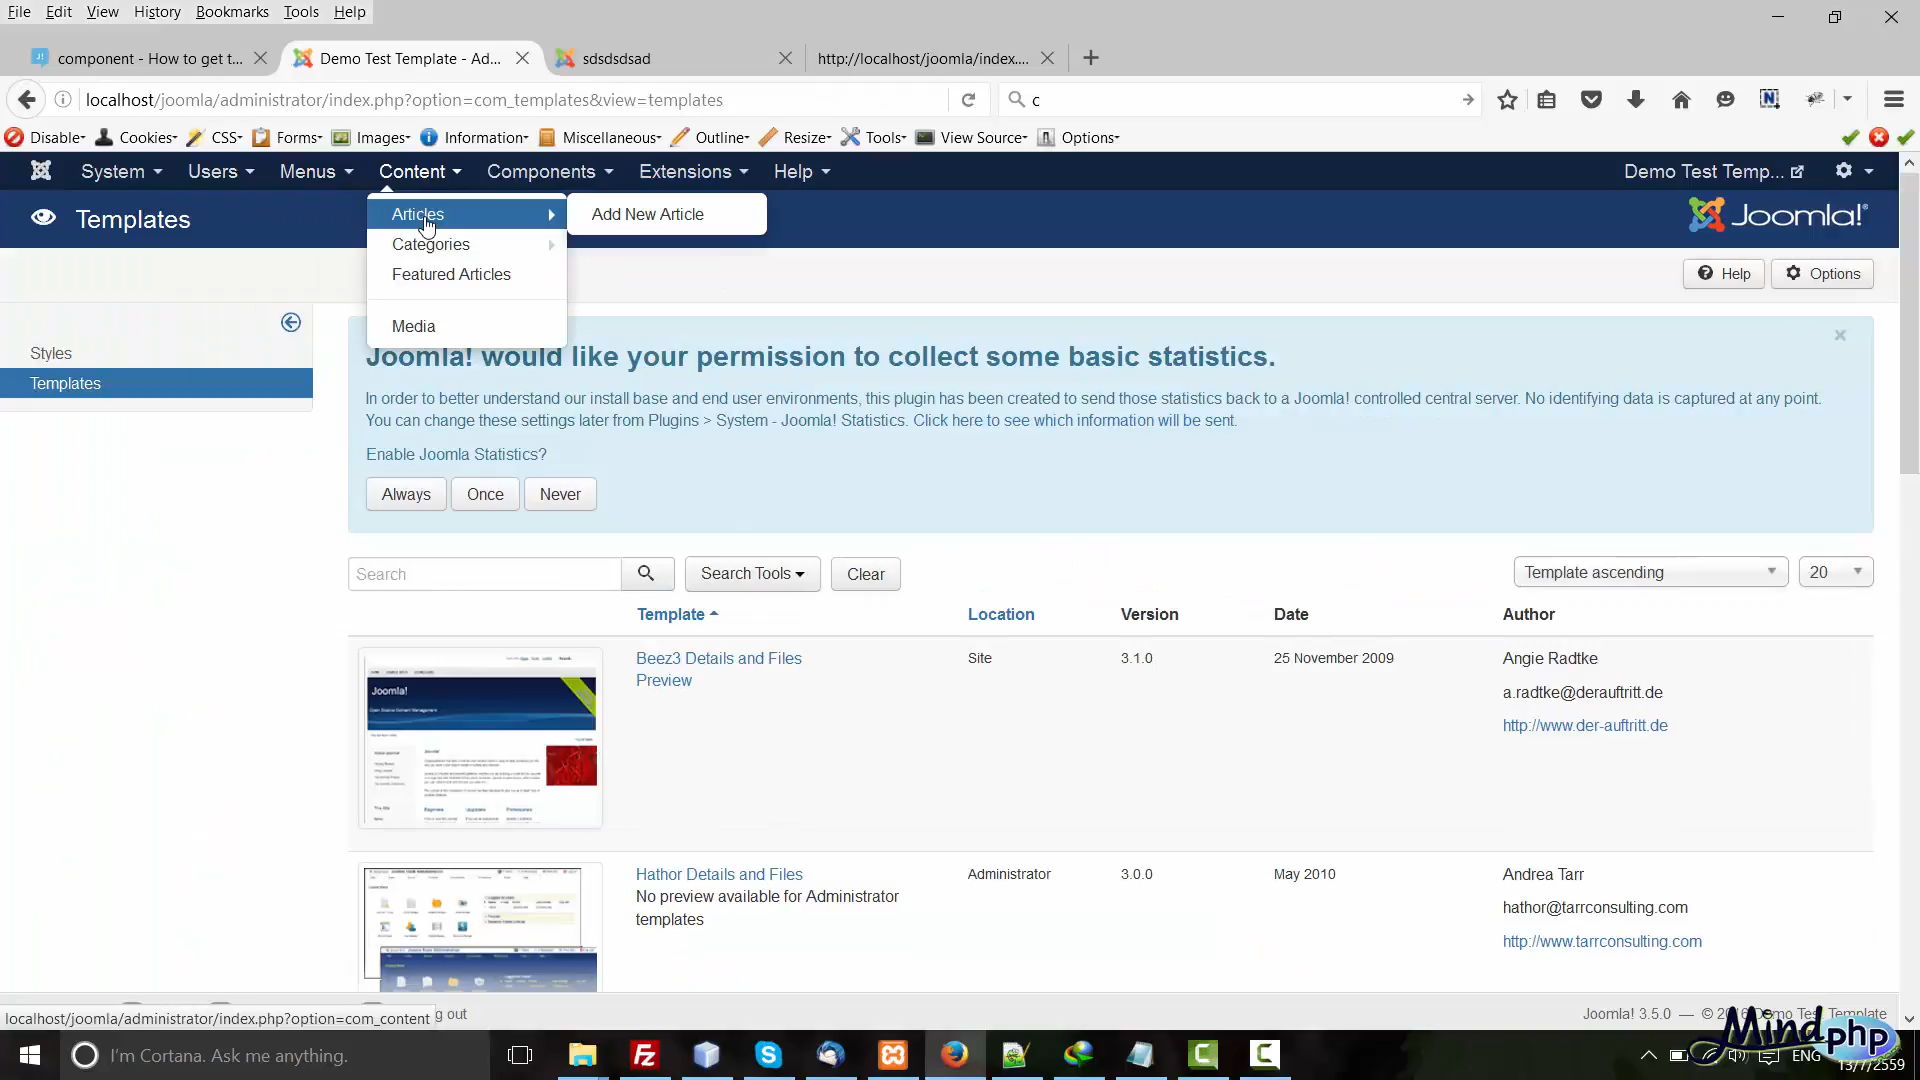 File Edit View History Bookmarks Tools Help
component - How to get t... Demo Test Template - Ad... sdsdsdsad http://localhost/joomla/index....
localhost/joomla/administrator/index.php?option=com_templates&view=templates c
Disable Cookies CSS Forms Images Information Miscellaneous Outline Resize Tools View Source Options
System Users Menus Content Components Extensions Help Demo Test Temp...
Templates Joomla!
Articles Add New Article
Categories
Featured Articles
Media
Help Options
Styles
Templates
Joomla! would like your permission to collect some basic statistics.
In order to better understand our install base and end user environments, this plugin has been created to send those statistics back to a Joomla! controlled central server. No identifying data is captured at any point.
You can change these settings later from Plugins > System - Joomla! Statistics. Click here to see which information will be sent.
Enable Joomla Statistics?
Always Once Never
Search Search Tools Clear Template ascending 20
Template Location Version Date Author
Beez3 Details and Files Site 3.1.0 25 November 2009 Angie Radtke
Preview
a.radtke@derauftritt.de
http://www.der-auftritt.de
Joomla!
Hathor Details and Files Administrator 3.0.0 May 2010 Andrea Tarr
No preview available for Administrator
templates
hathor@tarrconsulting.com
http://www.tarrconsulting.com
localhost/joomla/administrator/index.php?option=com_content g out Joomla! 3.5.0 — © Demo Test Template
Mindphp
I'm Cortana. Ask me anything. ENG
13/7/2559